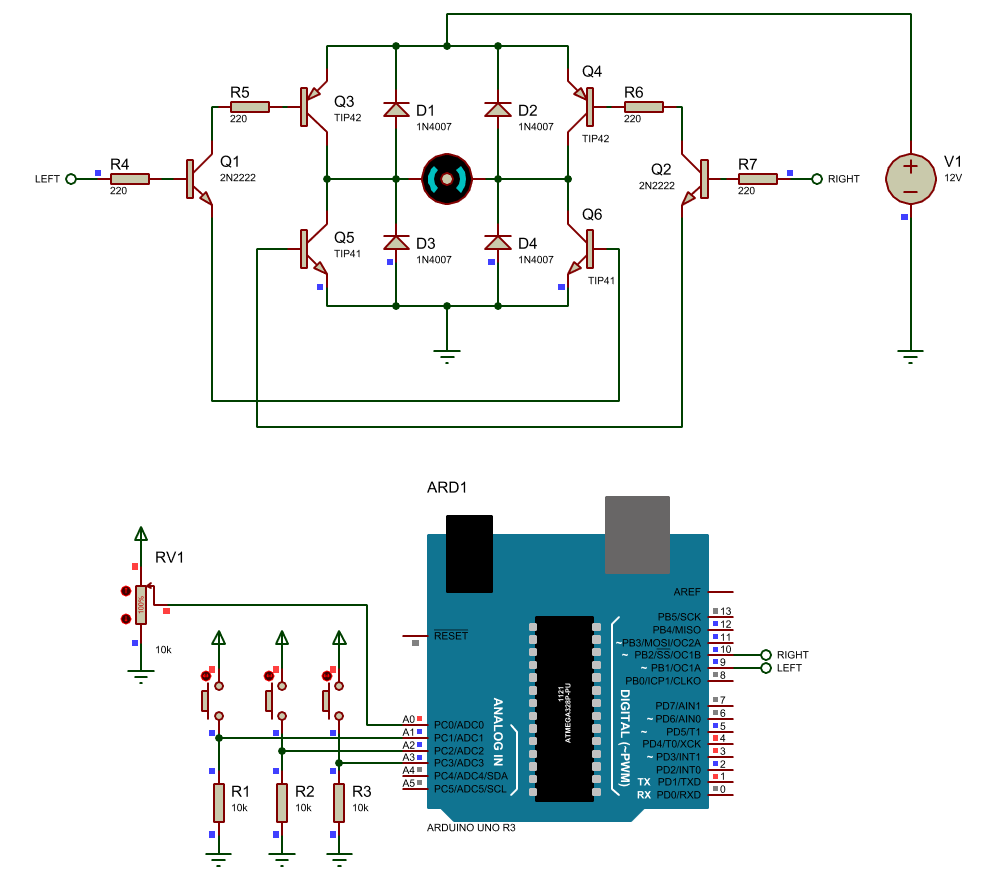 R5
220
Q3
TIP42
D1
1N4007
D2
1N4007
Q4
TIP42
R6
220
LEFT
R4
220
Q1
2N2222
Q2
2N2222
R7
220
RIGHT
V1
12V
Q5
TIP41
D3
1N4007
D4
1N4007
Q6
TIP41
ARD1
RV1
100%
10k
AREF
RESET
PB5/SCK 13
PB4/MISO 12
~PB3/MOSI/OC2A 11
~ PB2/SS/OC1B 10
RIGHT
~ PB1/OC1A 9
LEFT
PB0/ICP1/CLKO 8
1121
ATMEGA328P-PU
ANALOG IN
DIGITAL (~PWM)
PD7/AIN1 7
~ PD6/AIN0 6
~ PD5/T1 5
PD4/T0/XCK 4
~ PD3/INT1 3
PD2/INT0 2
TX PD1/TXD 1
RX PD0/RXD 0
A0 PC0/ADC0
A1 PC1/ADC1
A2 PC2/ADC2
A3 PC3/ADC3
A4 PC4/ADC4/SDA
A5 PC5/ADC5/SCL
R1
10k
R2
10k
R3
10k
ARDUINO UNO R3